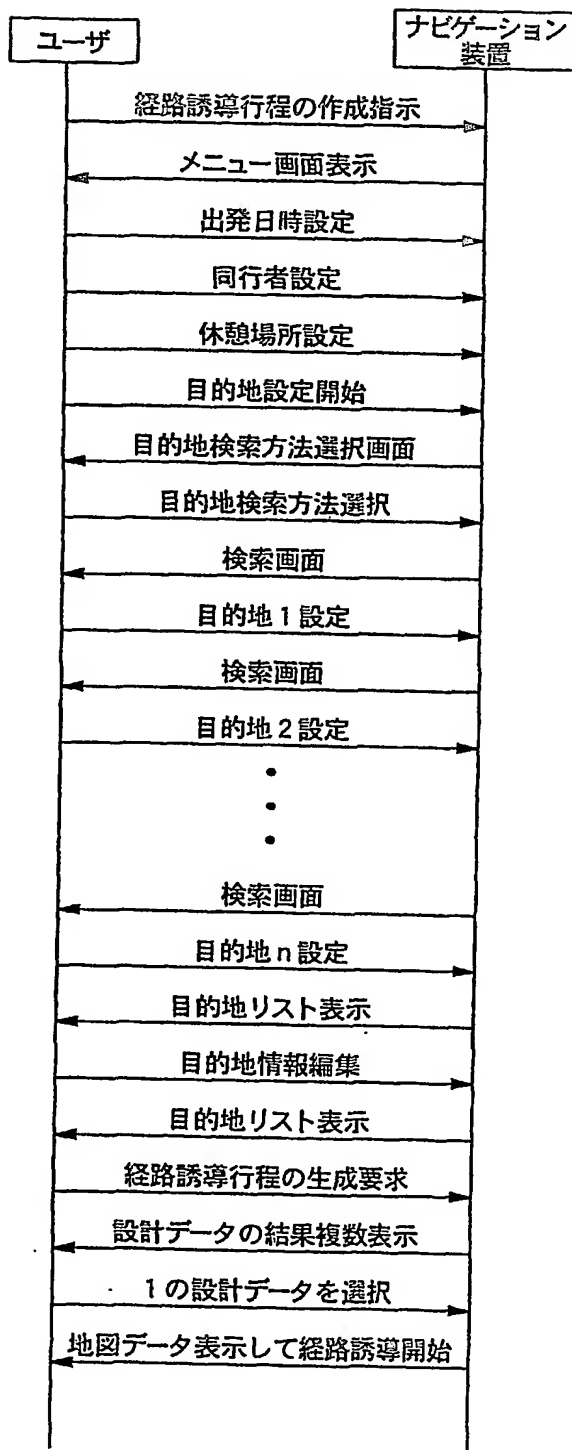 ユーザ
ナビゲーション
装置
経路誘導行程の作成指示
メニュー画面表示
出発日時設定
同行者設定
休憩場所設定
目的地設定開始
目的地検索方法選択画面
目的地検索方法選択
検索画面
目的地1設定
検索画面
目的地2設定
検索画面
目的地n設定
目的地リスト表示
目的地情報編集
目的地リスト表示
経路誘導行程の生成要求
設計データの結果複数表示
1の設計データを選択
地図データ表示して経路誘導開始